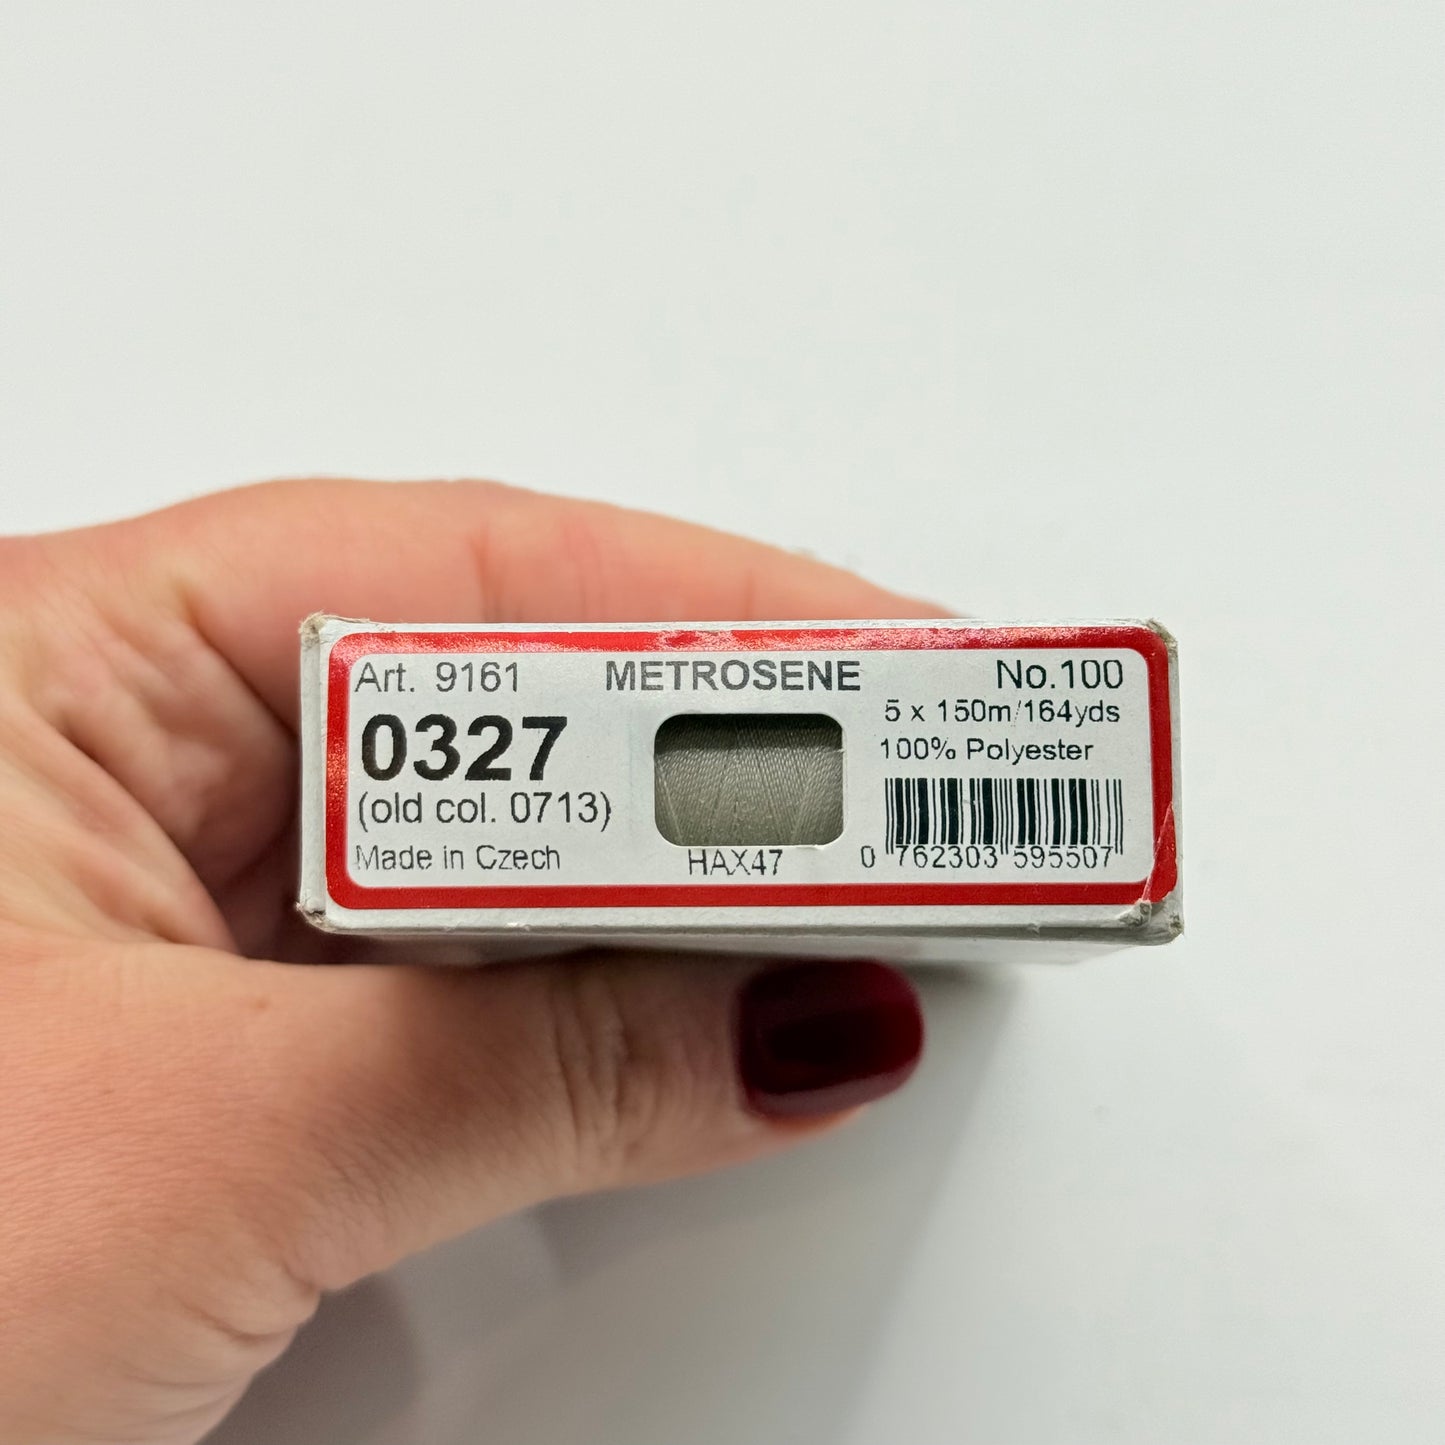 Art. 9161 METROSENE No.100
0327
5 x 150m/164yds
100% Polyester
(old col. 0713)
Made in Czech HAX47 0 762303 595507